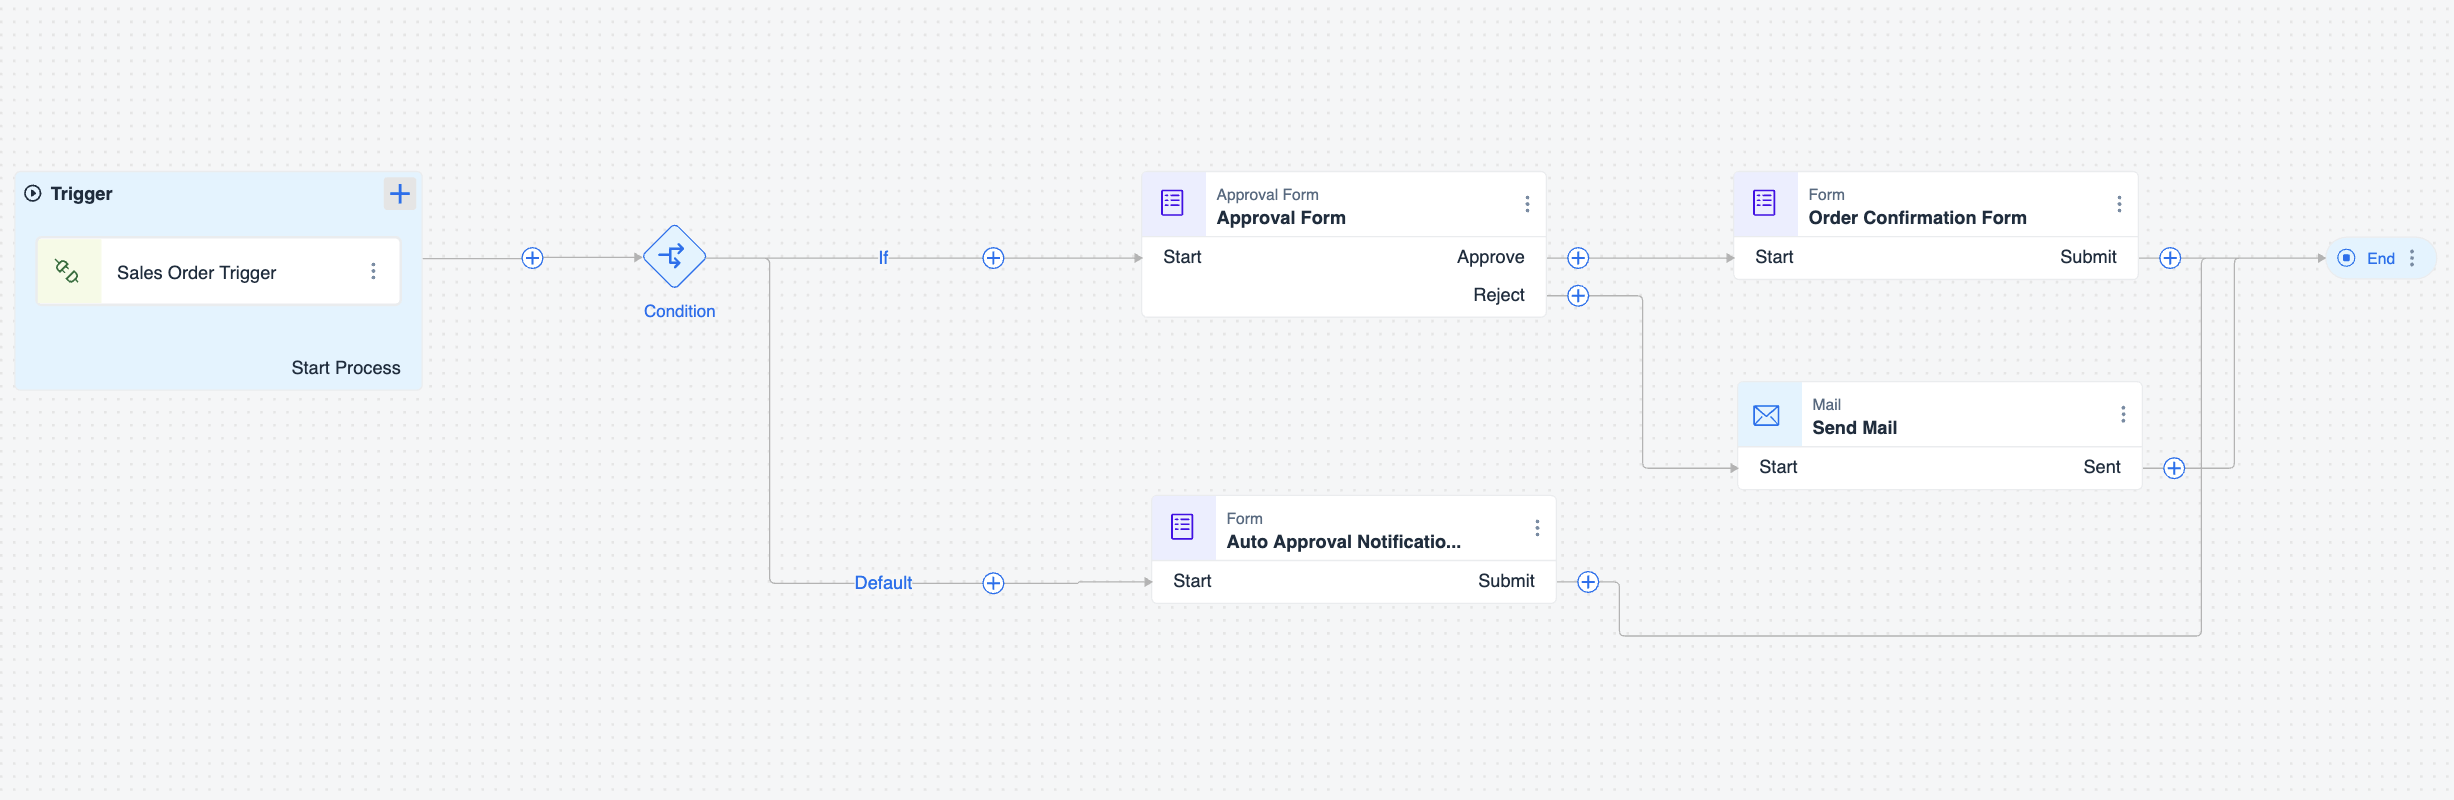 Trigger
Sales Order Trigger
Start Process
Condition
If
Default
Approval Form
Approval Form
Start
Approve
Reject
Form
Order Confirmation Form
Start
Submit
Mail
Send Mail
Start
Sent
Form
Auto Approval Notificatio...
Start
Submit
End